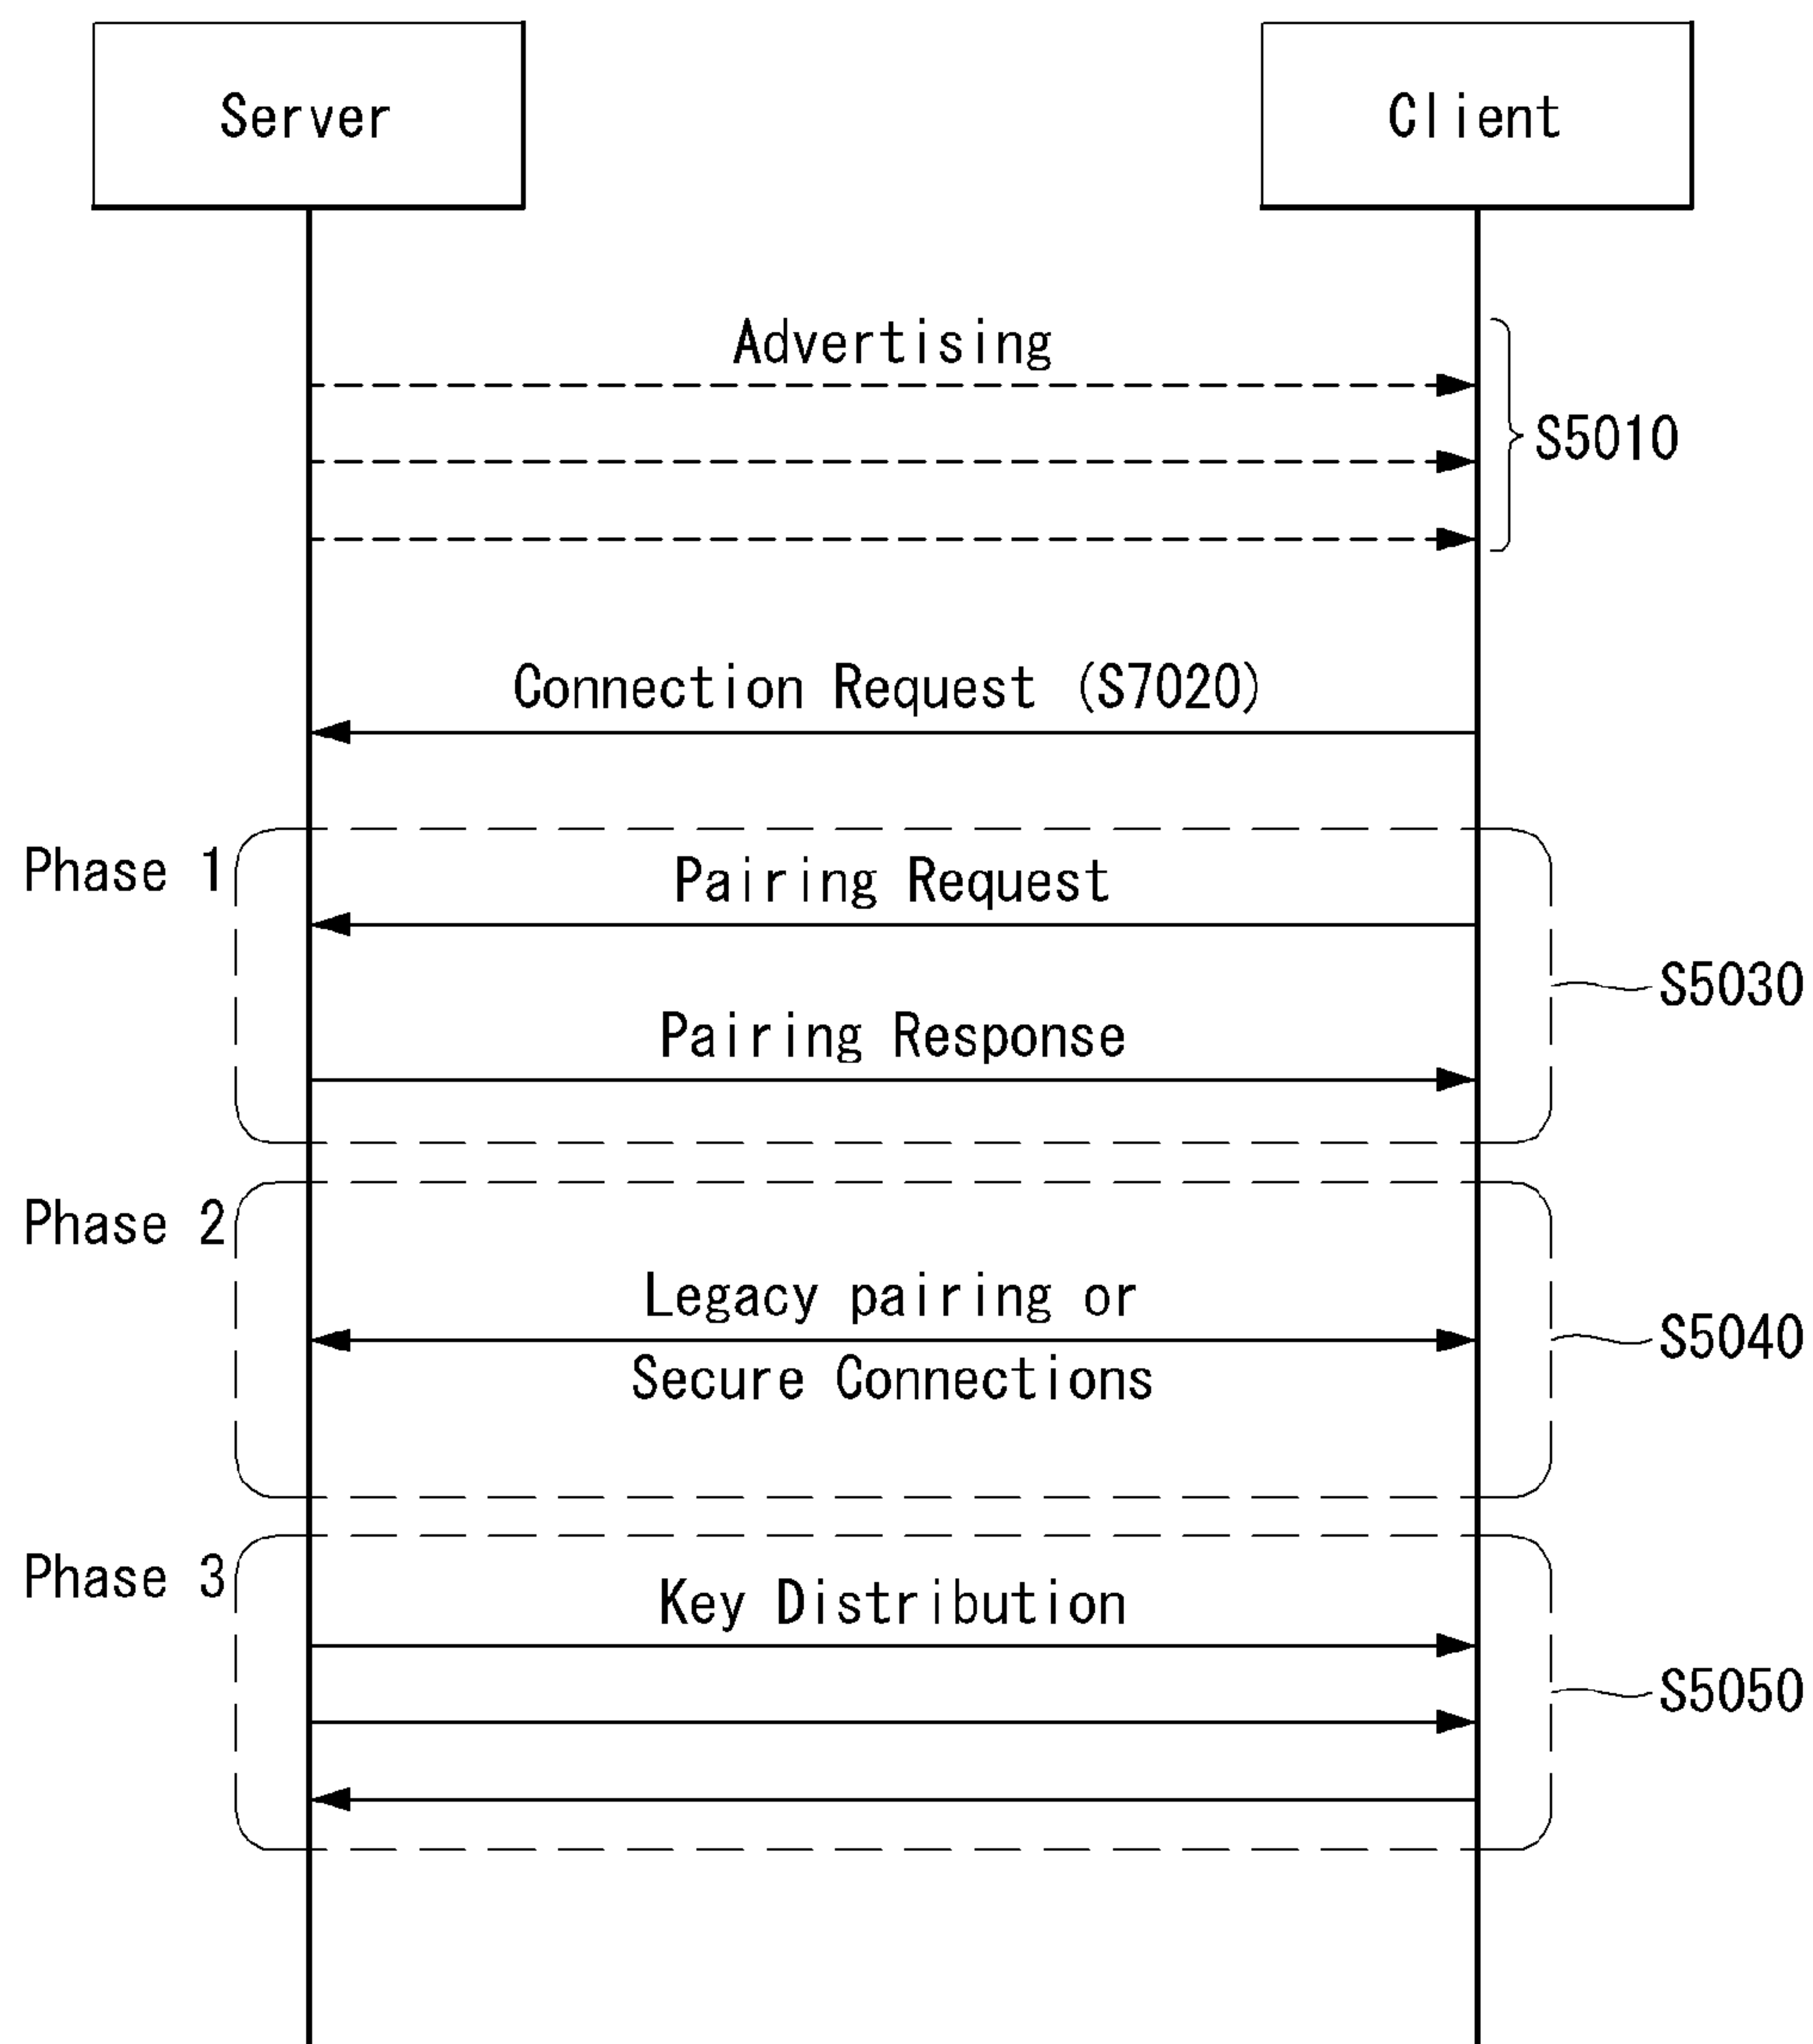 Server
Client
Advertising
S5010
Connection Request (S7020)
Phase 1
Pairing Request
S5030
Pairing Response
Phase 2
Legacy pairing or
Secure Connections
S5040
Phase 3
Key Distribution
S5050